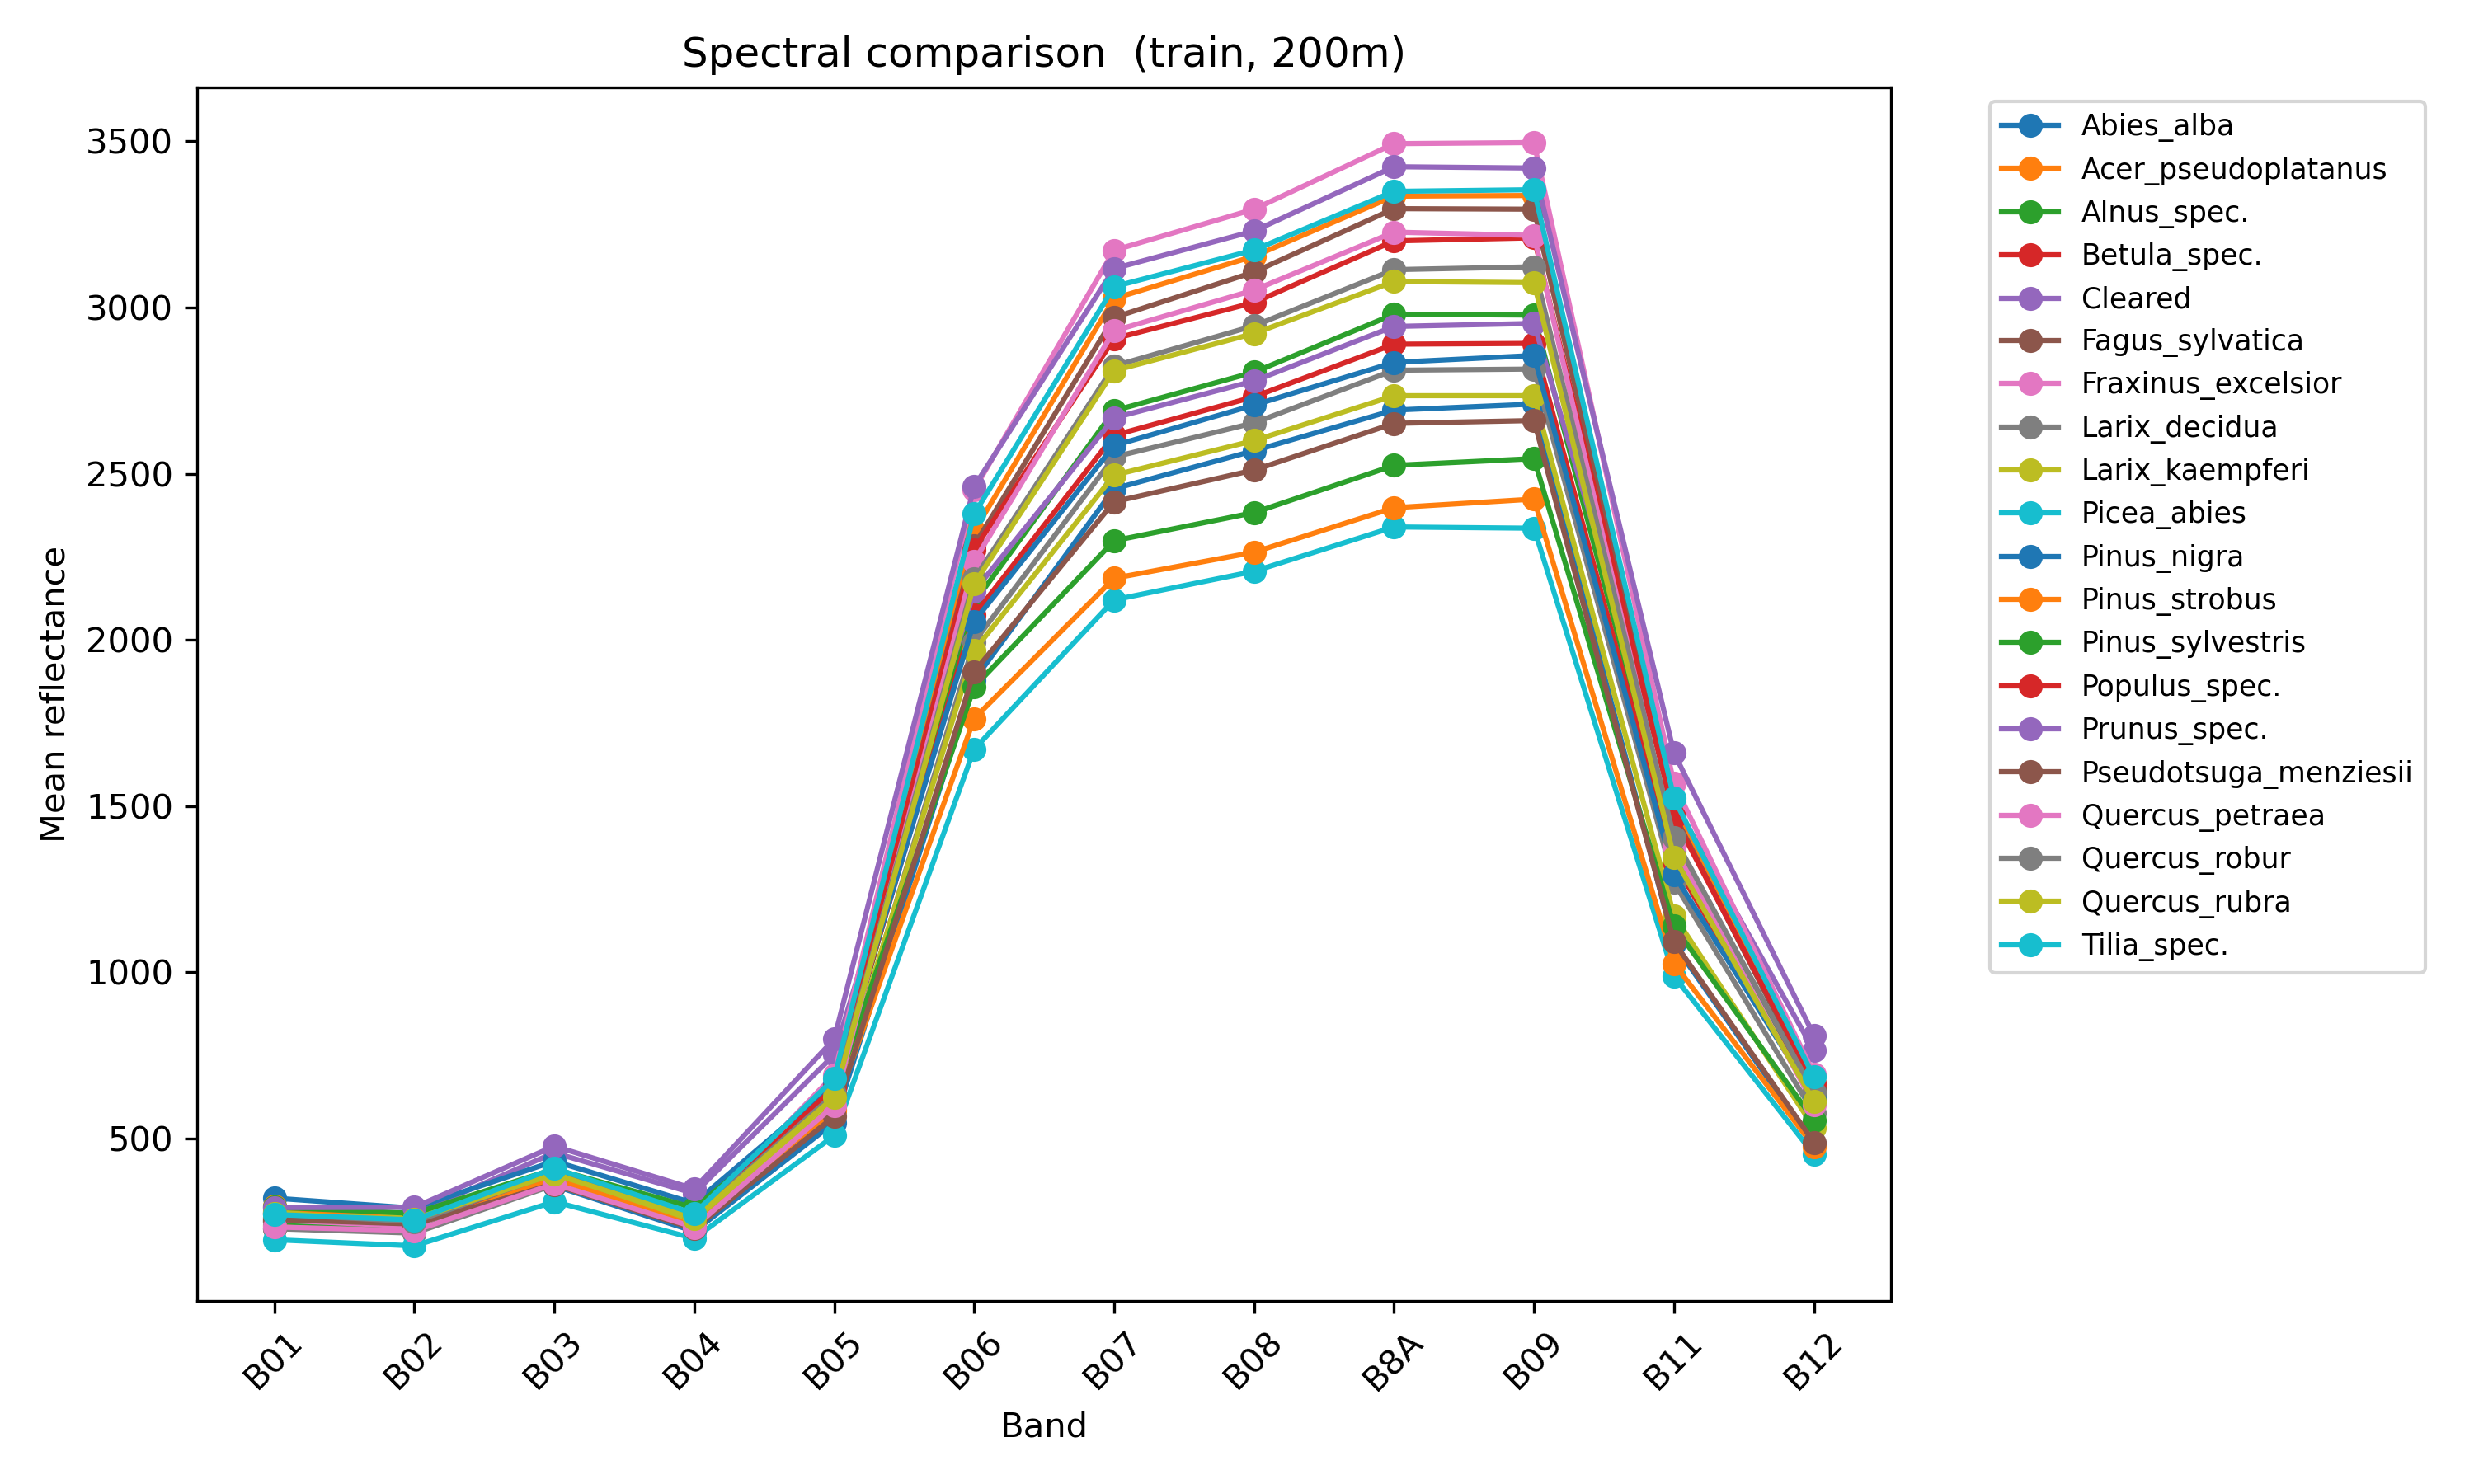 Spectral comparison  (train, 200m)
3500
3000
2500
2000
1500
1000
500
Mean reflectance
B01
B02
B03
B04
B05
B06
B07
B08
B8A
B09
B11
B12
Band
Abies_alba
Acer_pseudoplatanus
Alnus_spec.
Betula_spec.
Cleared
Fagus_sylvatica
Fraxinus_excelsior
Larix_decidua
Larix_kaempferi
Picea_abies
Pinus_nigra
Pinus_strobus
Pinus_sylvestris
Populus_spec.
Prunus_spec.
Pseudotsuga_menziesii
Quercus_petraea
Quercus_robur
Quercus_rubra
Tilia_spec.